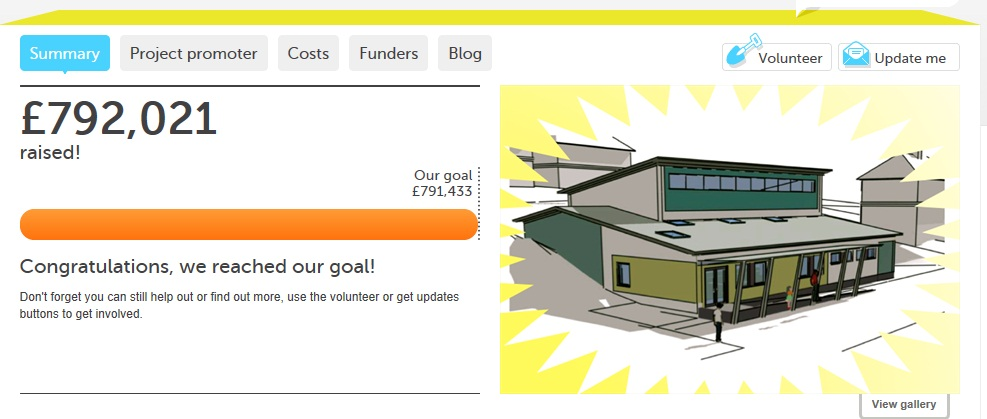 Summary
Project promoter
Costs
Funders
Blog
Volunteer
Update me
£792,021
raised!
Our goal
£791,433
Congratulations, we reached our goal!
Don't forget you can still help out or find out more, use the volunteer or get updates
buttons to get involved.
View gallery